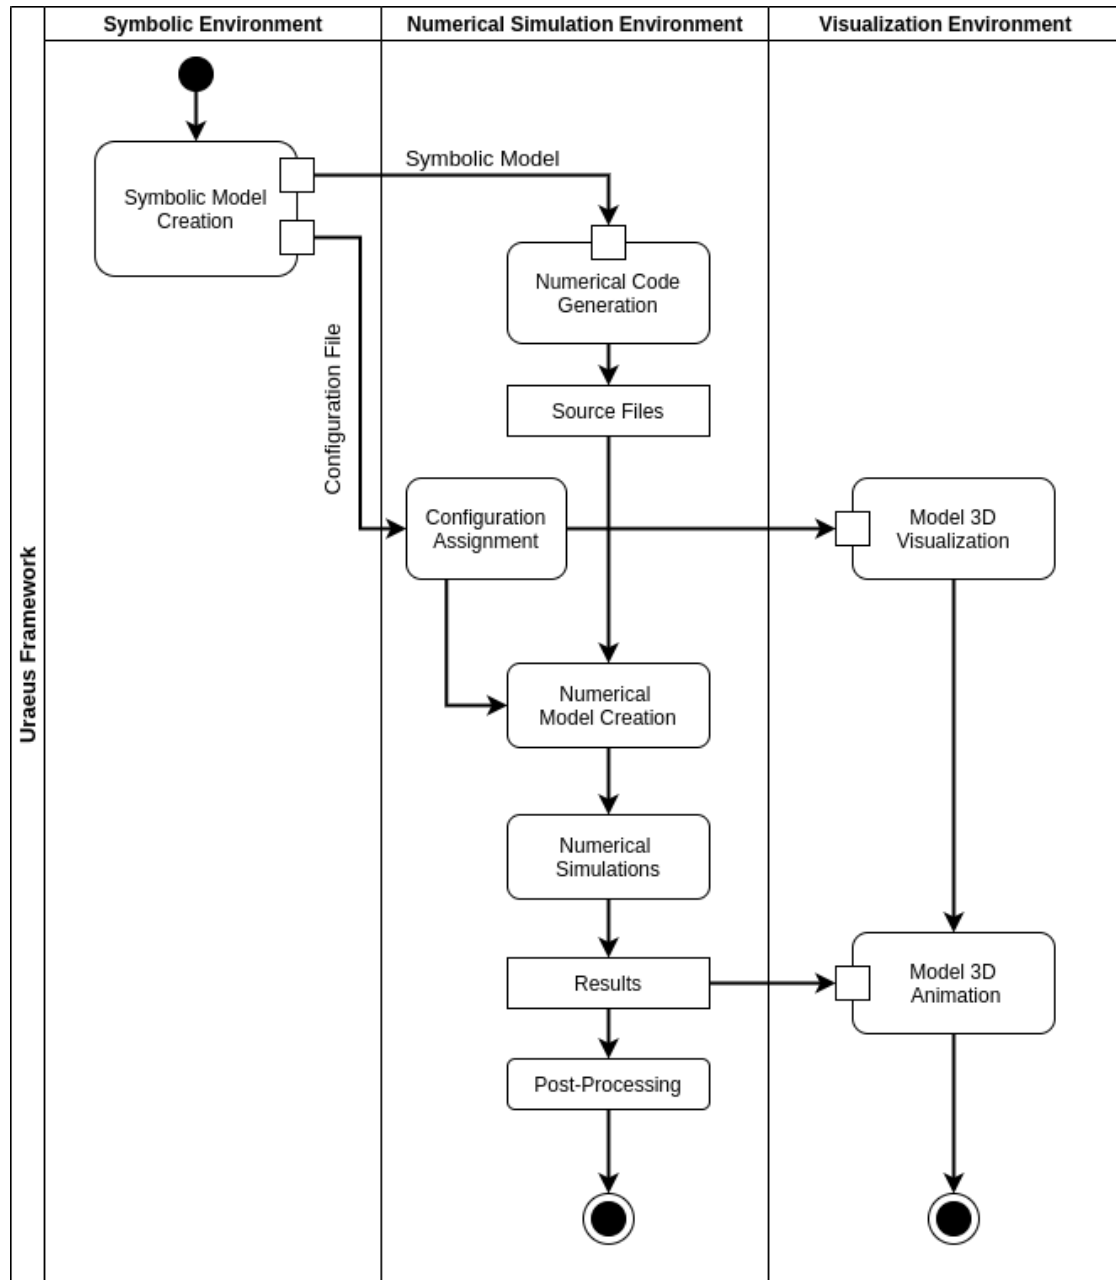 Symbolic Environment
Numerical Simulation Environment
Visualization Environment
Uraeus Framework
Symbolic Model
Creation
Symbolic Model
Configuration File
Numerical Code
Generation
Source Files
Configuration
Assignment
Model 3D
Visualization
Numerical
Model Creation
Numerical
Simulations
Results
Model 3D
Animation
Post-Processing